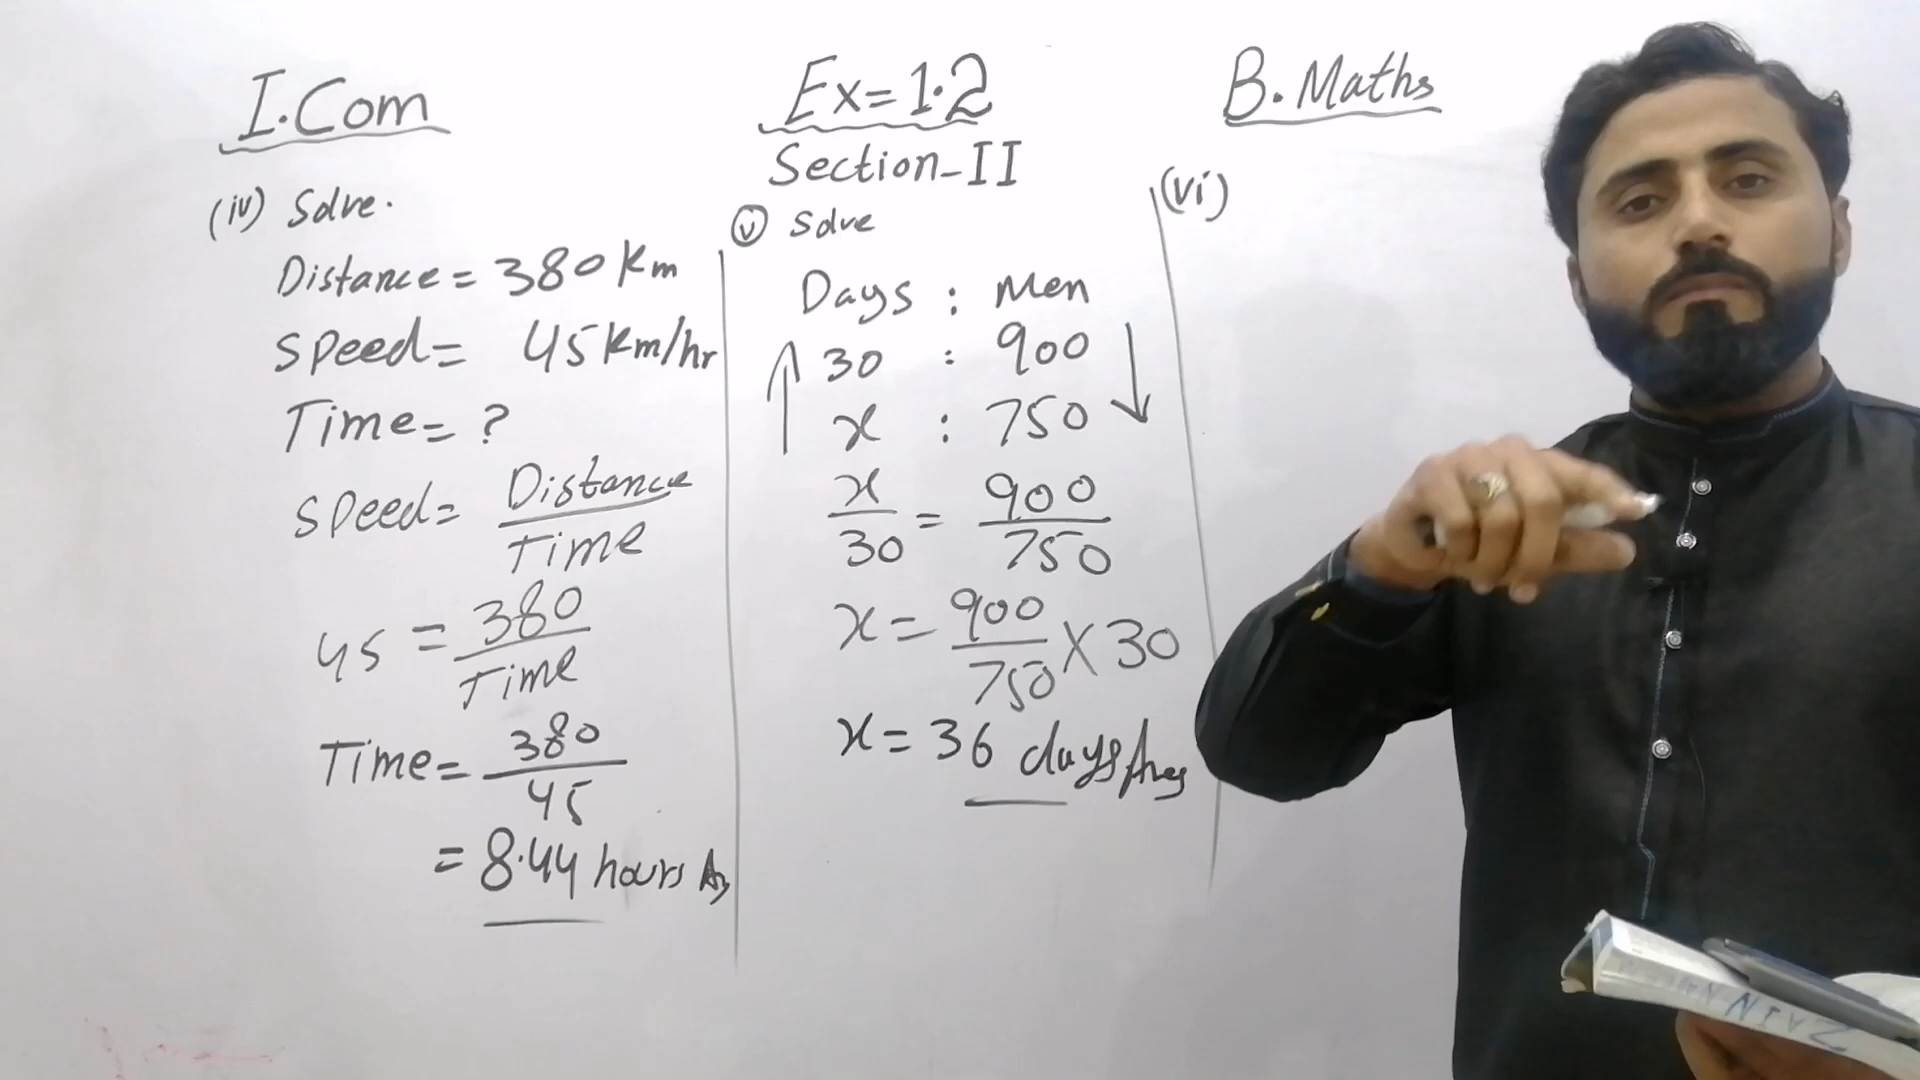 I.Com
Ex=1.2
B.Maths
Section-II
(iv) Solve.
Distance = 380 Km
Speed = 45 Km/hr
Time = ?
Speed = Distance / Time
45 = 380 / Time
Time = 380 / 45
= 8.44 hours Ans
(v) Solve
Days : Men
30 : 900
x : 750
x / 30 = 900 / 750
x = 900 / 750 X 30
x = 36 days Ans
(vi)